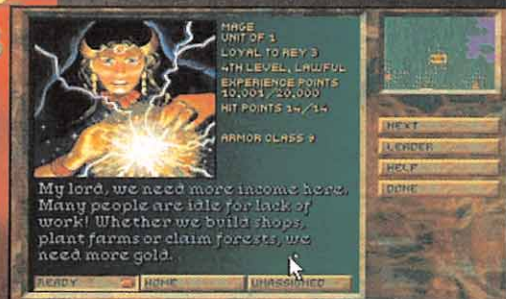 MAGE
UNIT OF 1
LOYAL TO REY 3
4TH LEVEL, LAWFUL
EXPERIENCE POINTS
10,001/20,000
HIT POINTS 14/14
ARMOR CLASS 9
My lord, we need more income here.
Many people are idle for lack of
work! Whether we build shops,
plant farms or claim forests, we
need more gold.
READY
HOME
UNASSIGNED
NEXT
LEADER
HELP
DONE